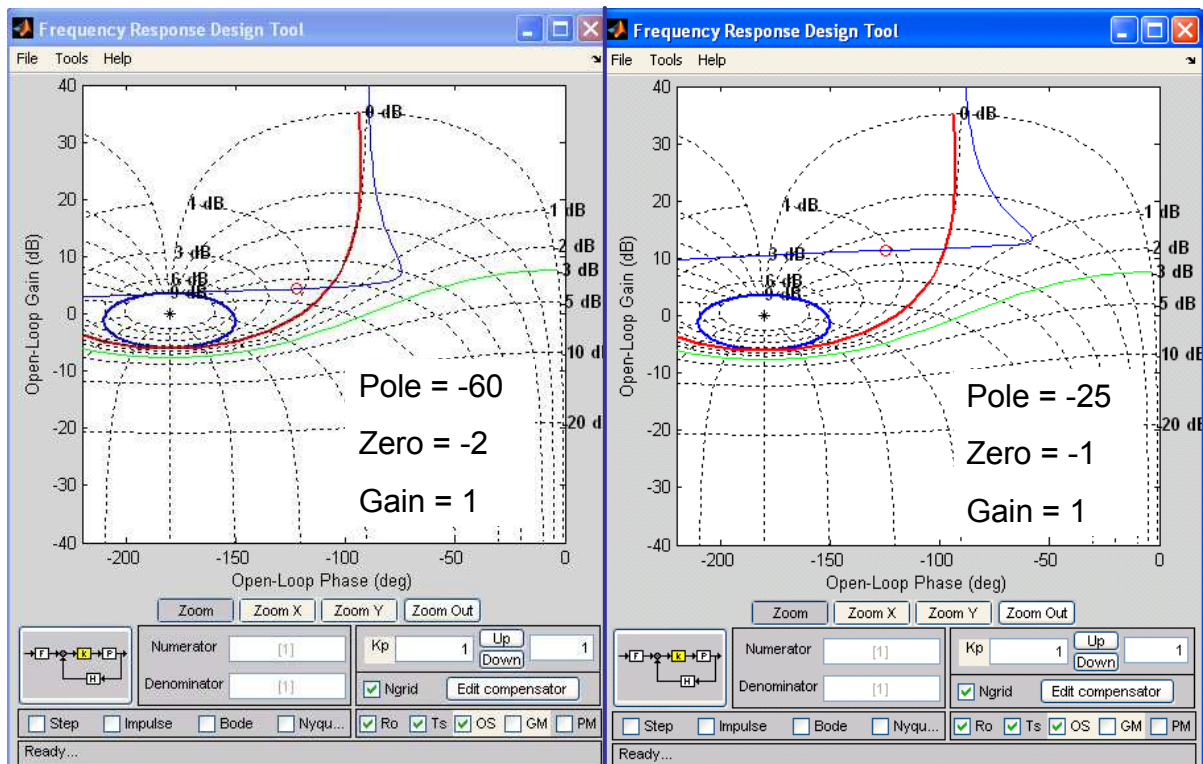 Frequency Response Design Tool
File Tools Help
40
30
20
10
0
-10
-20
-30
-40
Open-Loop Gain (dB)
0 dB
1 dB
3 dB
6 dB
9 dB
-1 dB
-2 dB
-3 dB
-5 dB
-10 dB
-20 d
Pole = -60
Zero = -2
Gain = 1
-200 -150 -100 -50 0
Open-Loop Phase (deg)
Zoom Zoom X Zoom Y Zoom Out
F k P
H
Numerator [1]
Denominator [1]
Kp 1 Up 1
Down
Ngrid Edit compensator
Step Impulse Bode Nyqu... Ro Ts OS GM PM
Ready...
Frequency Response Design Tool
File Tools Help
40
30
20
10
0
-10
-20
-30
-40
Open-Loop Gain (dB)
0 dB
1 dB
3 dB
6 dB
9 dB
-1 dB
-2 dB
-3 dB
-5 dB
-10 dB
-20 dB
Pole = -25
Zero = -1
Gain = 1
-200 -150 -100 -50 0
Open-Loop Phase (deg)
Zoom Zoom X Zoom Y Zoom Out
F k P
H
Numerator [1]
Denominator [1]
Kp 1 Up 1
Down
Ngrid Edit compensator
Step Impulse Bode Nyqu... Ro Ts OS GM PM
Ready...